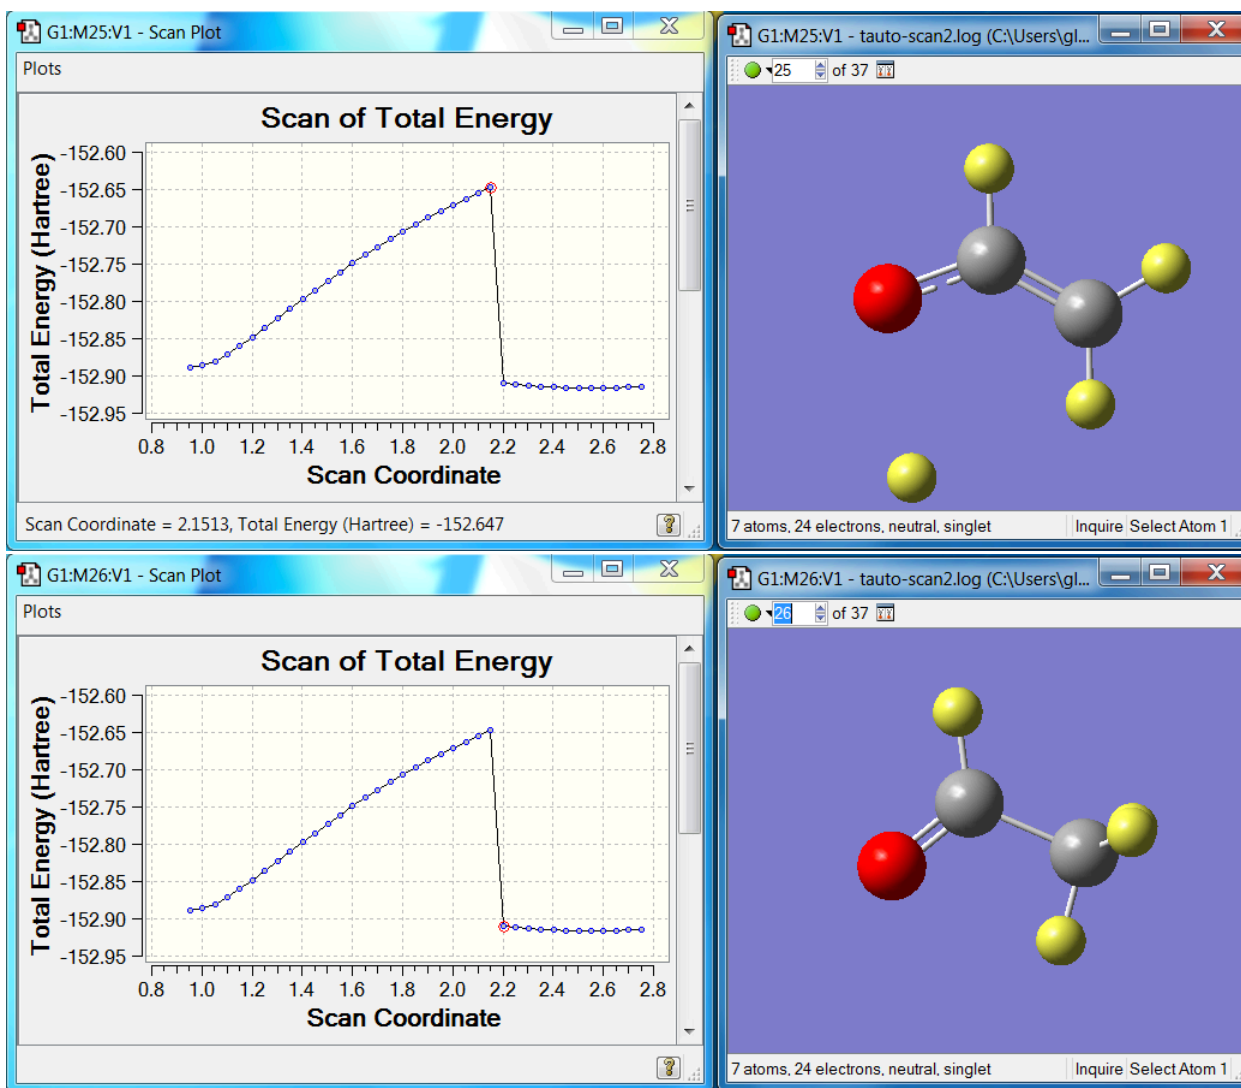 G1:M25:V1 - Scan Plot
Plots
Scan of Total Energy
Total Energy (Hartree)
-152.60
-152.65
-152.70
-152.75
-152.80
-152.85
-152.90
-152.95
0.8 1.0 1.2 1.4 1.6 1.8 2.0 2.2 2.4 2.6 2.8
Scan Coordinate
Scan Coordinate = 2.1513, Total Energy (Hartree) = -152.647
G1:M25:V1 - tauto-scan2.log (C:\Users\gl...
25 of 37
7 atoms, 24 electrons, neutral, singlet
Inquire
Select Atom 1
G1:M26:V1 - Scan Plot
Plots
Scan of Total Energy
Total Energy (Hartree)
-152.60
-152.65
-152.70
-152.75
-152.80
-152.85
-152.90
-152.95
0.8 1.0 1.2 1.4 1.6 1.8 2.0 2.2 2.4 2.6 2.8
Scan Coordinate
G1:M26:V1 - tauto-scan2.log (C:\Users\gl...
26 of 37
7 atoms, 24 electrons, neutral, singlet
Inquire
Select Atom 1